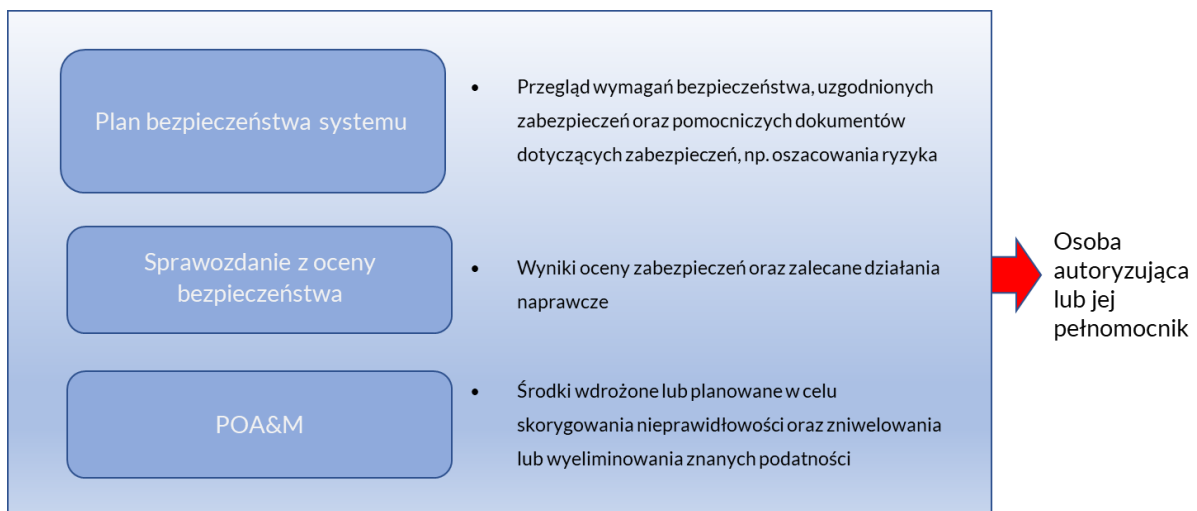 Plan bezpieczeństwa systemu
• Przegląd wymagań bezpieczeństwa, uzgodnionych
zabezpieczeń oraz pomocniczych dokumentów
dotyczących zabezpieczeń, np. oszacowania ryzyka
Sprawozdanie z oceny
bezpieczeństwa
• Wyniki oceny zabezpieczeń oraz zalecane działania
naprawcze
POA&M
• Środki wdrożone lub planowane w celu
skorygowania nieprawidłowości oraz zniwelowania
lub wyeliminowania znanych podatności
Osoba
autoryzująca
lub jej
pełnomocnik